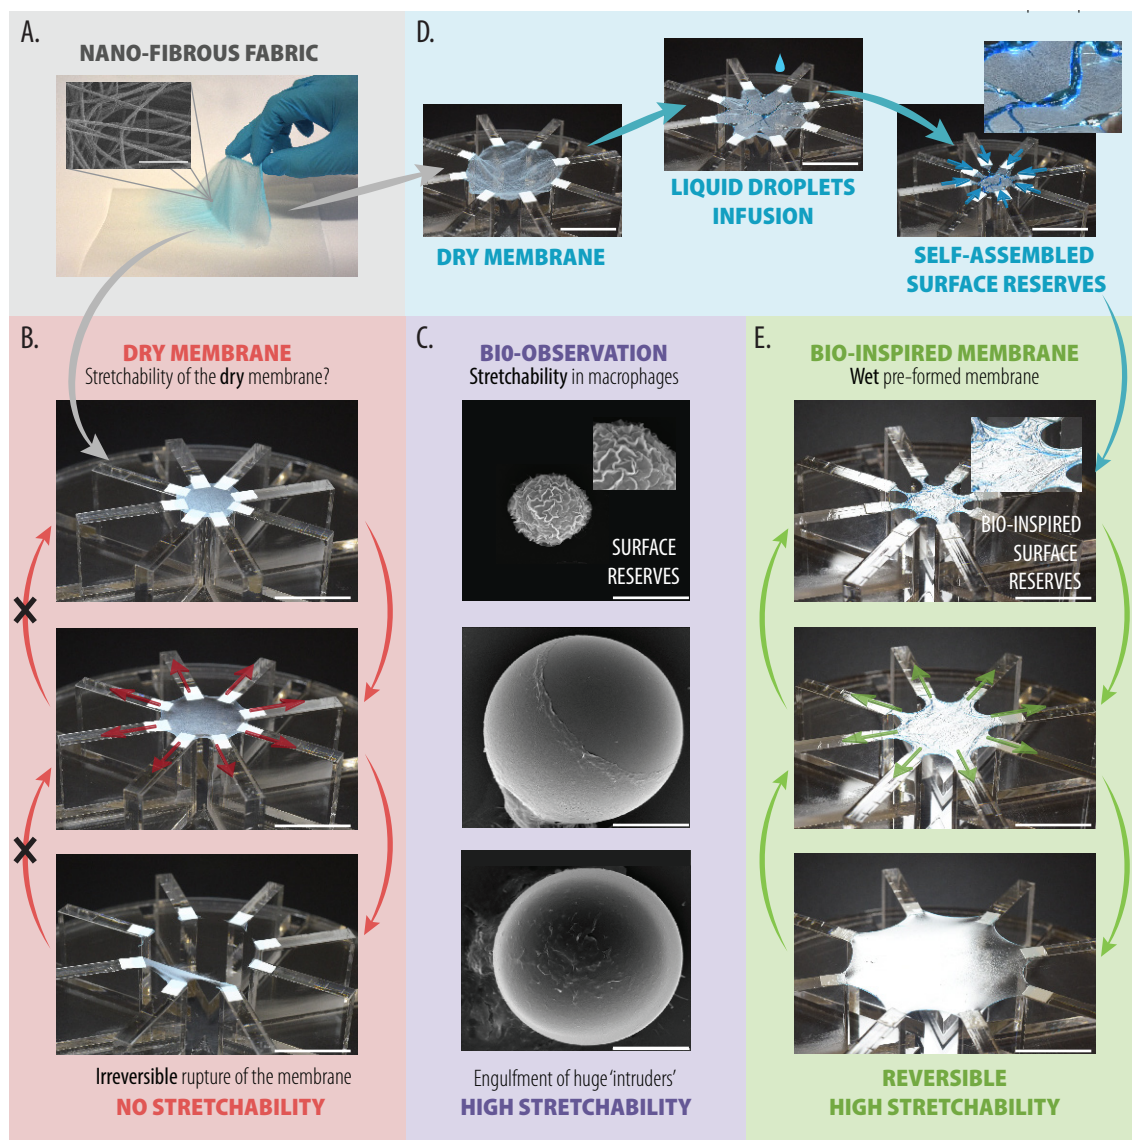 A.
NANO-FIBROUS FABRIC
D.
DRY MEMBRANE
LIQUID DROPLETS
INFUSION
SELF-ASSEMBLED
SURFACE RESERVES
B.
DRY MEMBRANE
Stretchability of the dry membrane?
Irreversible rupture of the membrane
NO STRETCHABILITY
C.
BI0-OBSERVATION
Stretchability in macrophages
SURFACE
RESERVES
Engulfment of huge ‘intruders’
HIGH STRETCHABILITY
E.
BIO-INSPIRED MEMBRANE
Wet pre-formed membrane
BIO-INSPIRED
SURFACE
RESERVES
REVERSIBLE
HIGH STRETCHABILITY